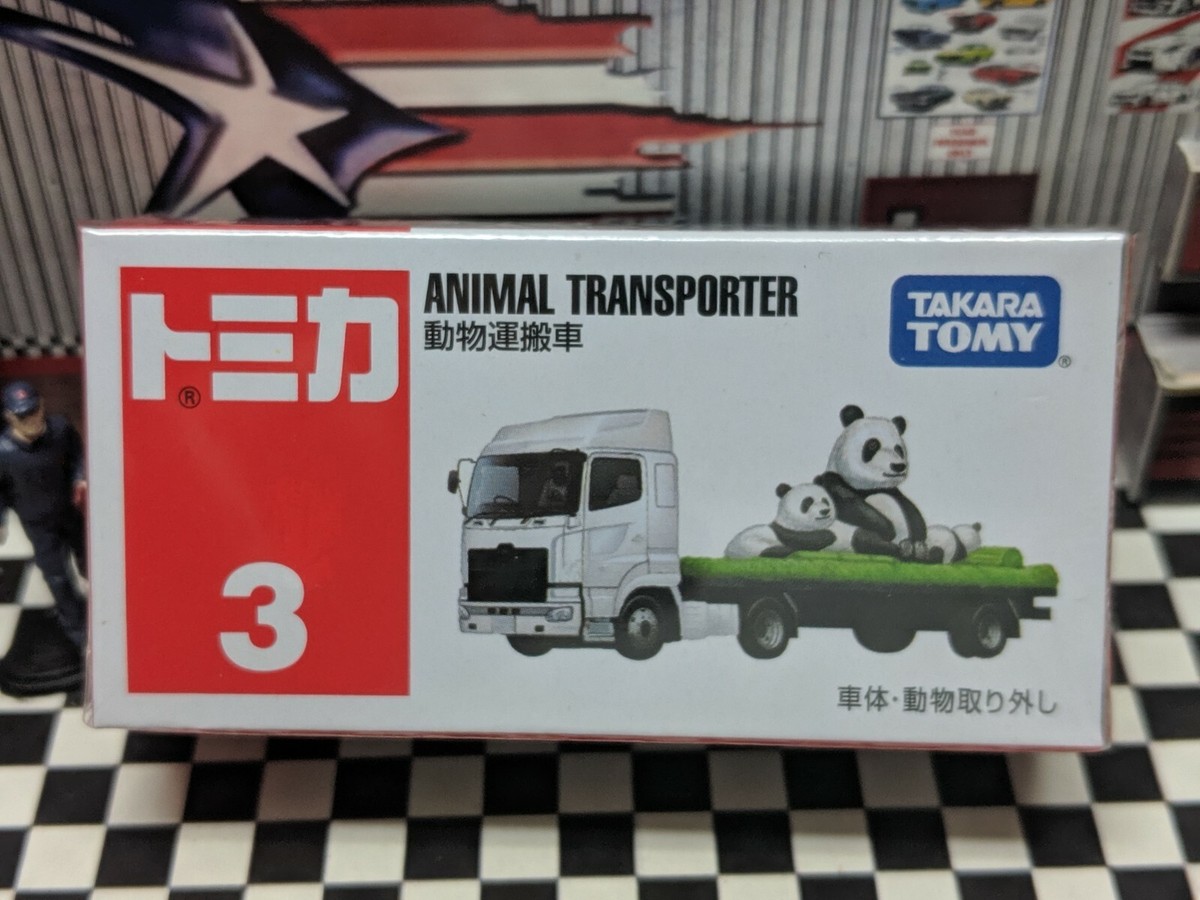 トミカ
®
3
ANIMAL TRANSPORTER
動物運搬車
TAKARA
TOMY
®
車体・動物取り外し